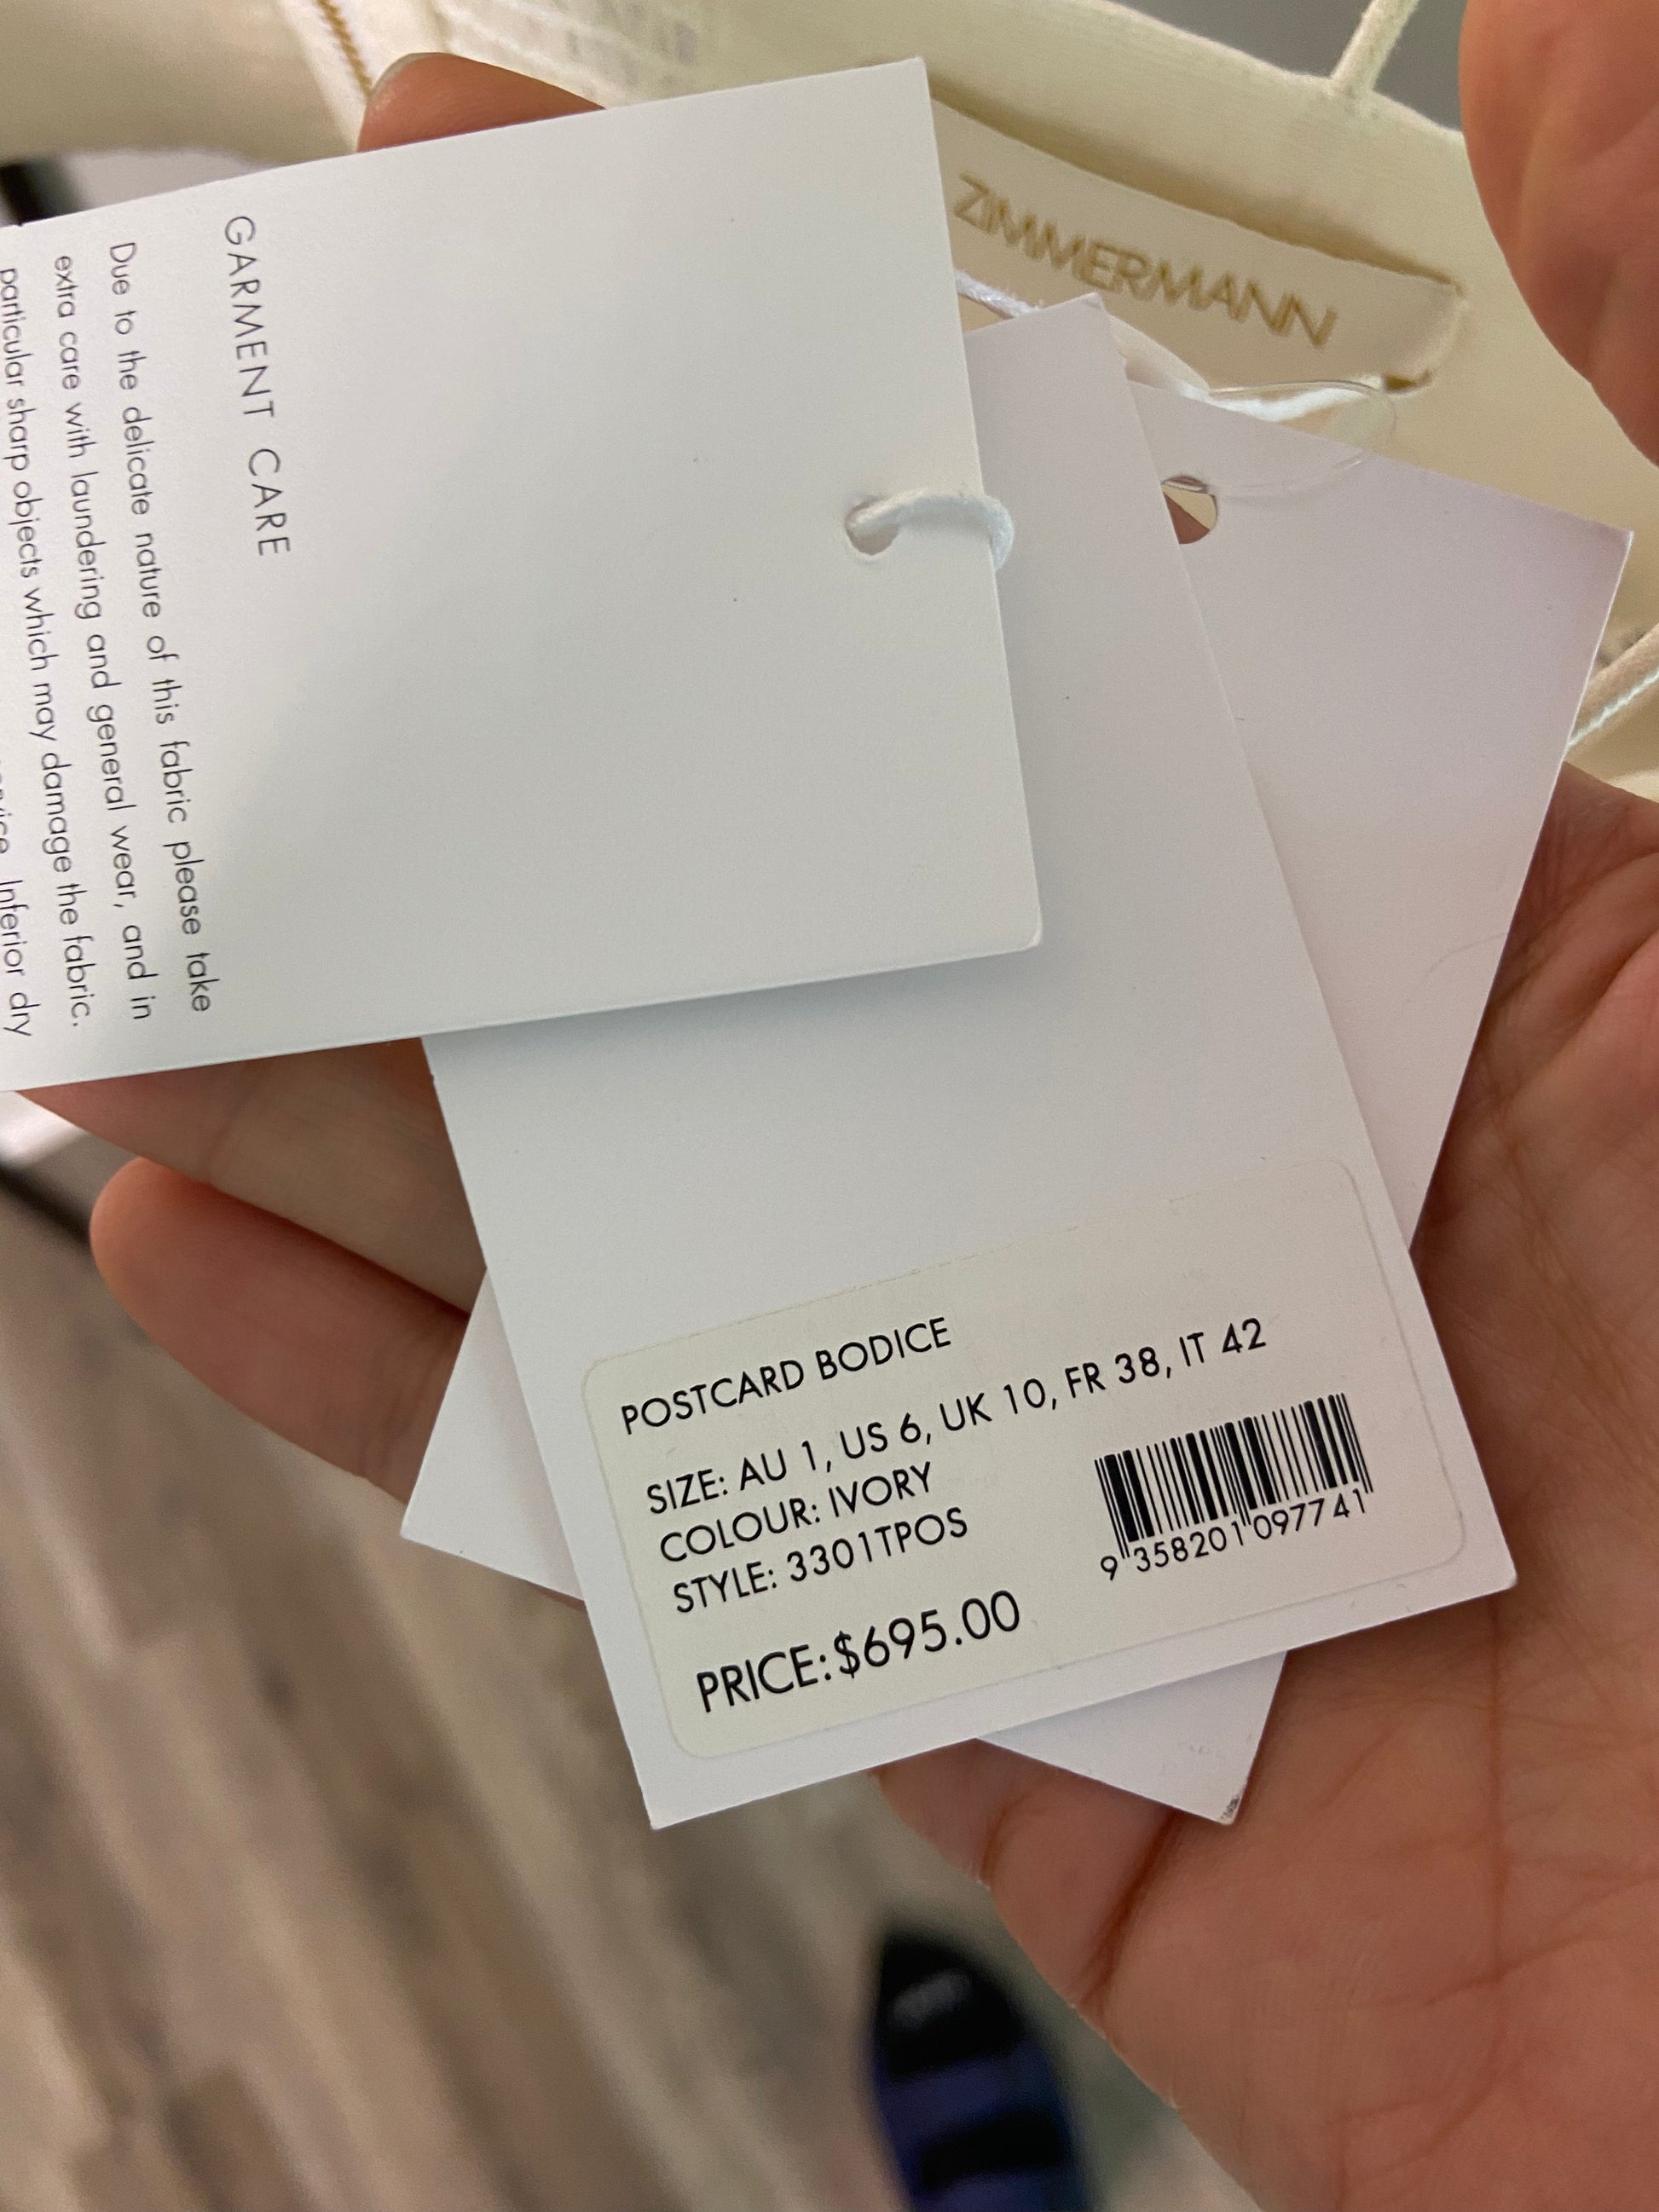 ZIMMERMANN
GARMENT CARE
Due to the delicate nature of this fabric please take
extra care with laundering and general wear, and in
particular sharp objects which may damage the fabric.
Inferior dry
POSTCARD BODICE
SIZE: AU 1, US 6, UK 10, FR 38, IT 42
COLOUR: IVORY
STYLE: 3301TPOS
9 358201 097741
PRICE:$695.00